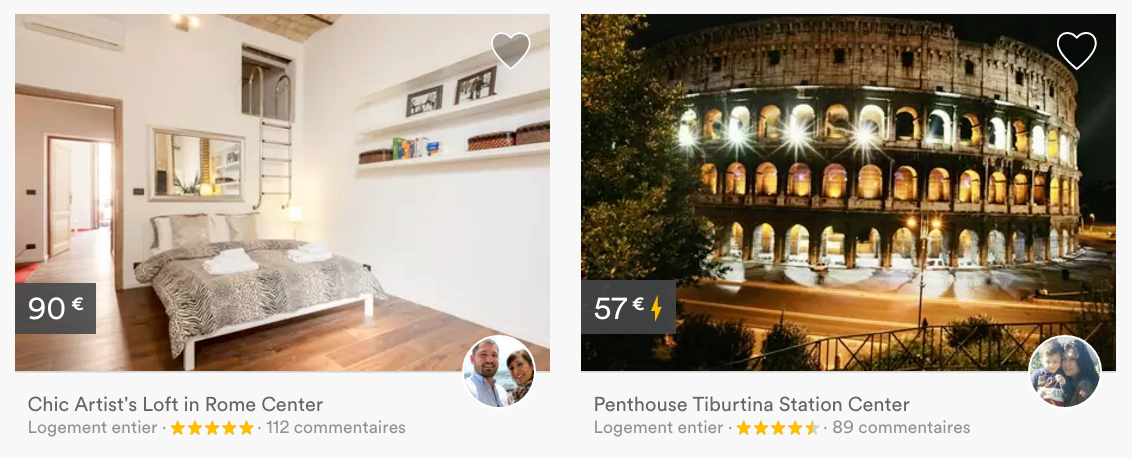 90 €
Chic Artist's Loft in Rome Center
Logement entier · 112 commentaires
57 €
Penthouse Tiburtina Station Center
Logement entier · 89 commentaires